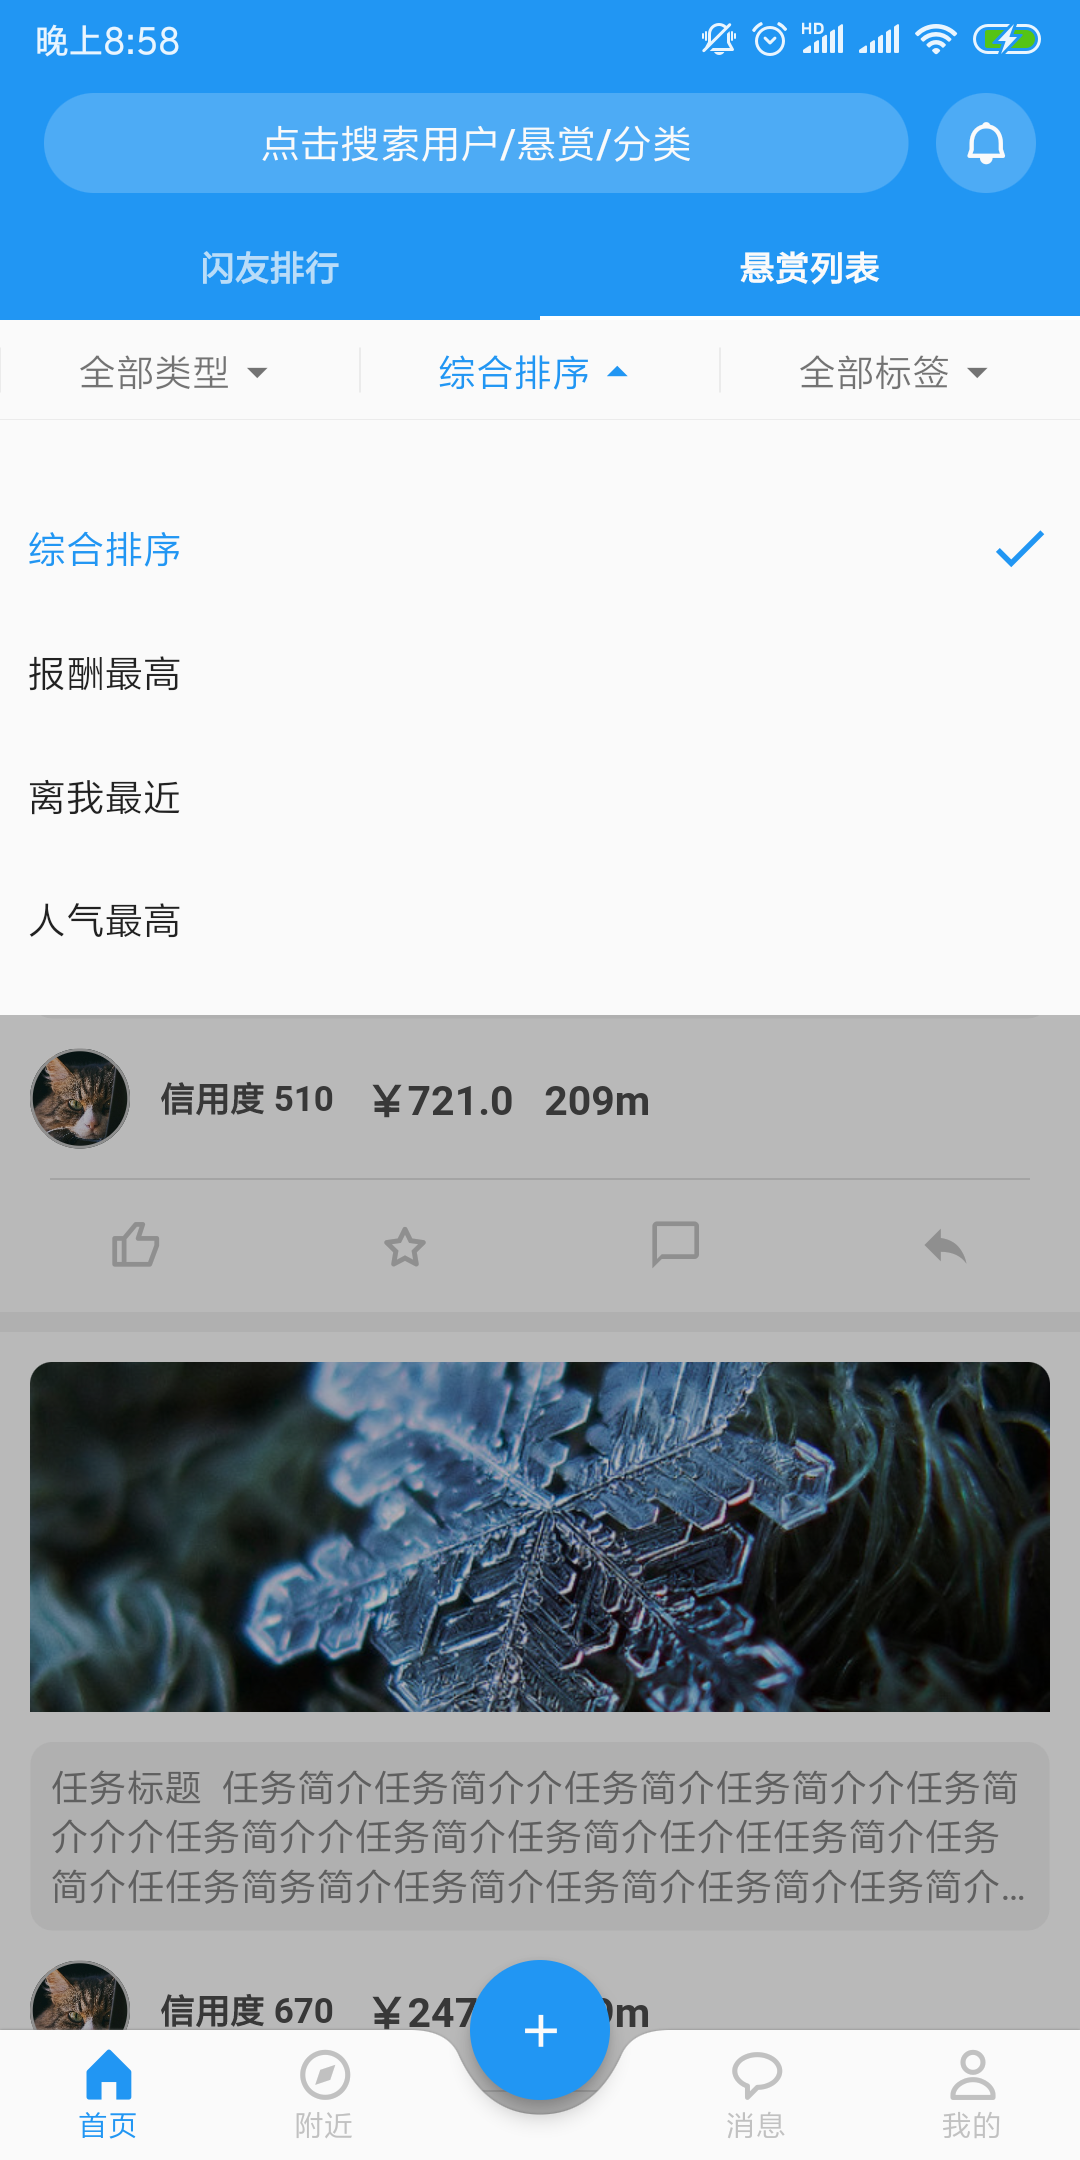 晚上8:58
HD
点击搜索用户/悬赏/分类
闪友排行
悬赏列表
全部类型
综合排序
全部标签
综合排序
报酬最高
离我最近
人气最高
信用度 510 ￥721.0 209m
任务标题 任务简介任务简介介任务简介任务简介介任务简
介介介任务简介介任务简介任务简介任介任任务简介任务
简介任任务简务简介任务简介任务简介任务简介任务简介...
信用度 670 ￥247
m
首页
附近
消息
我的